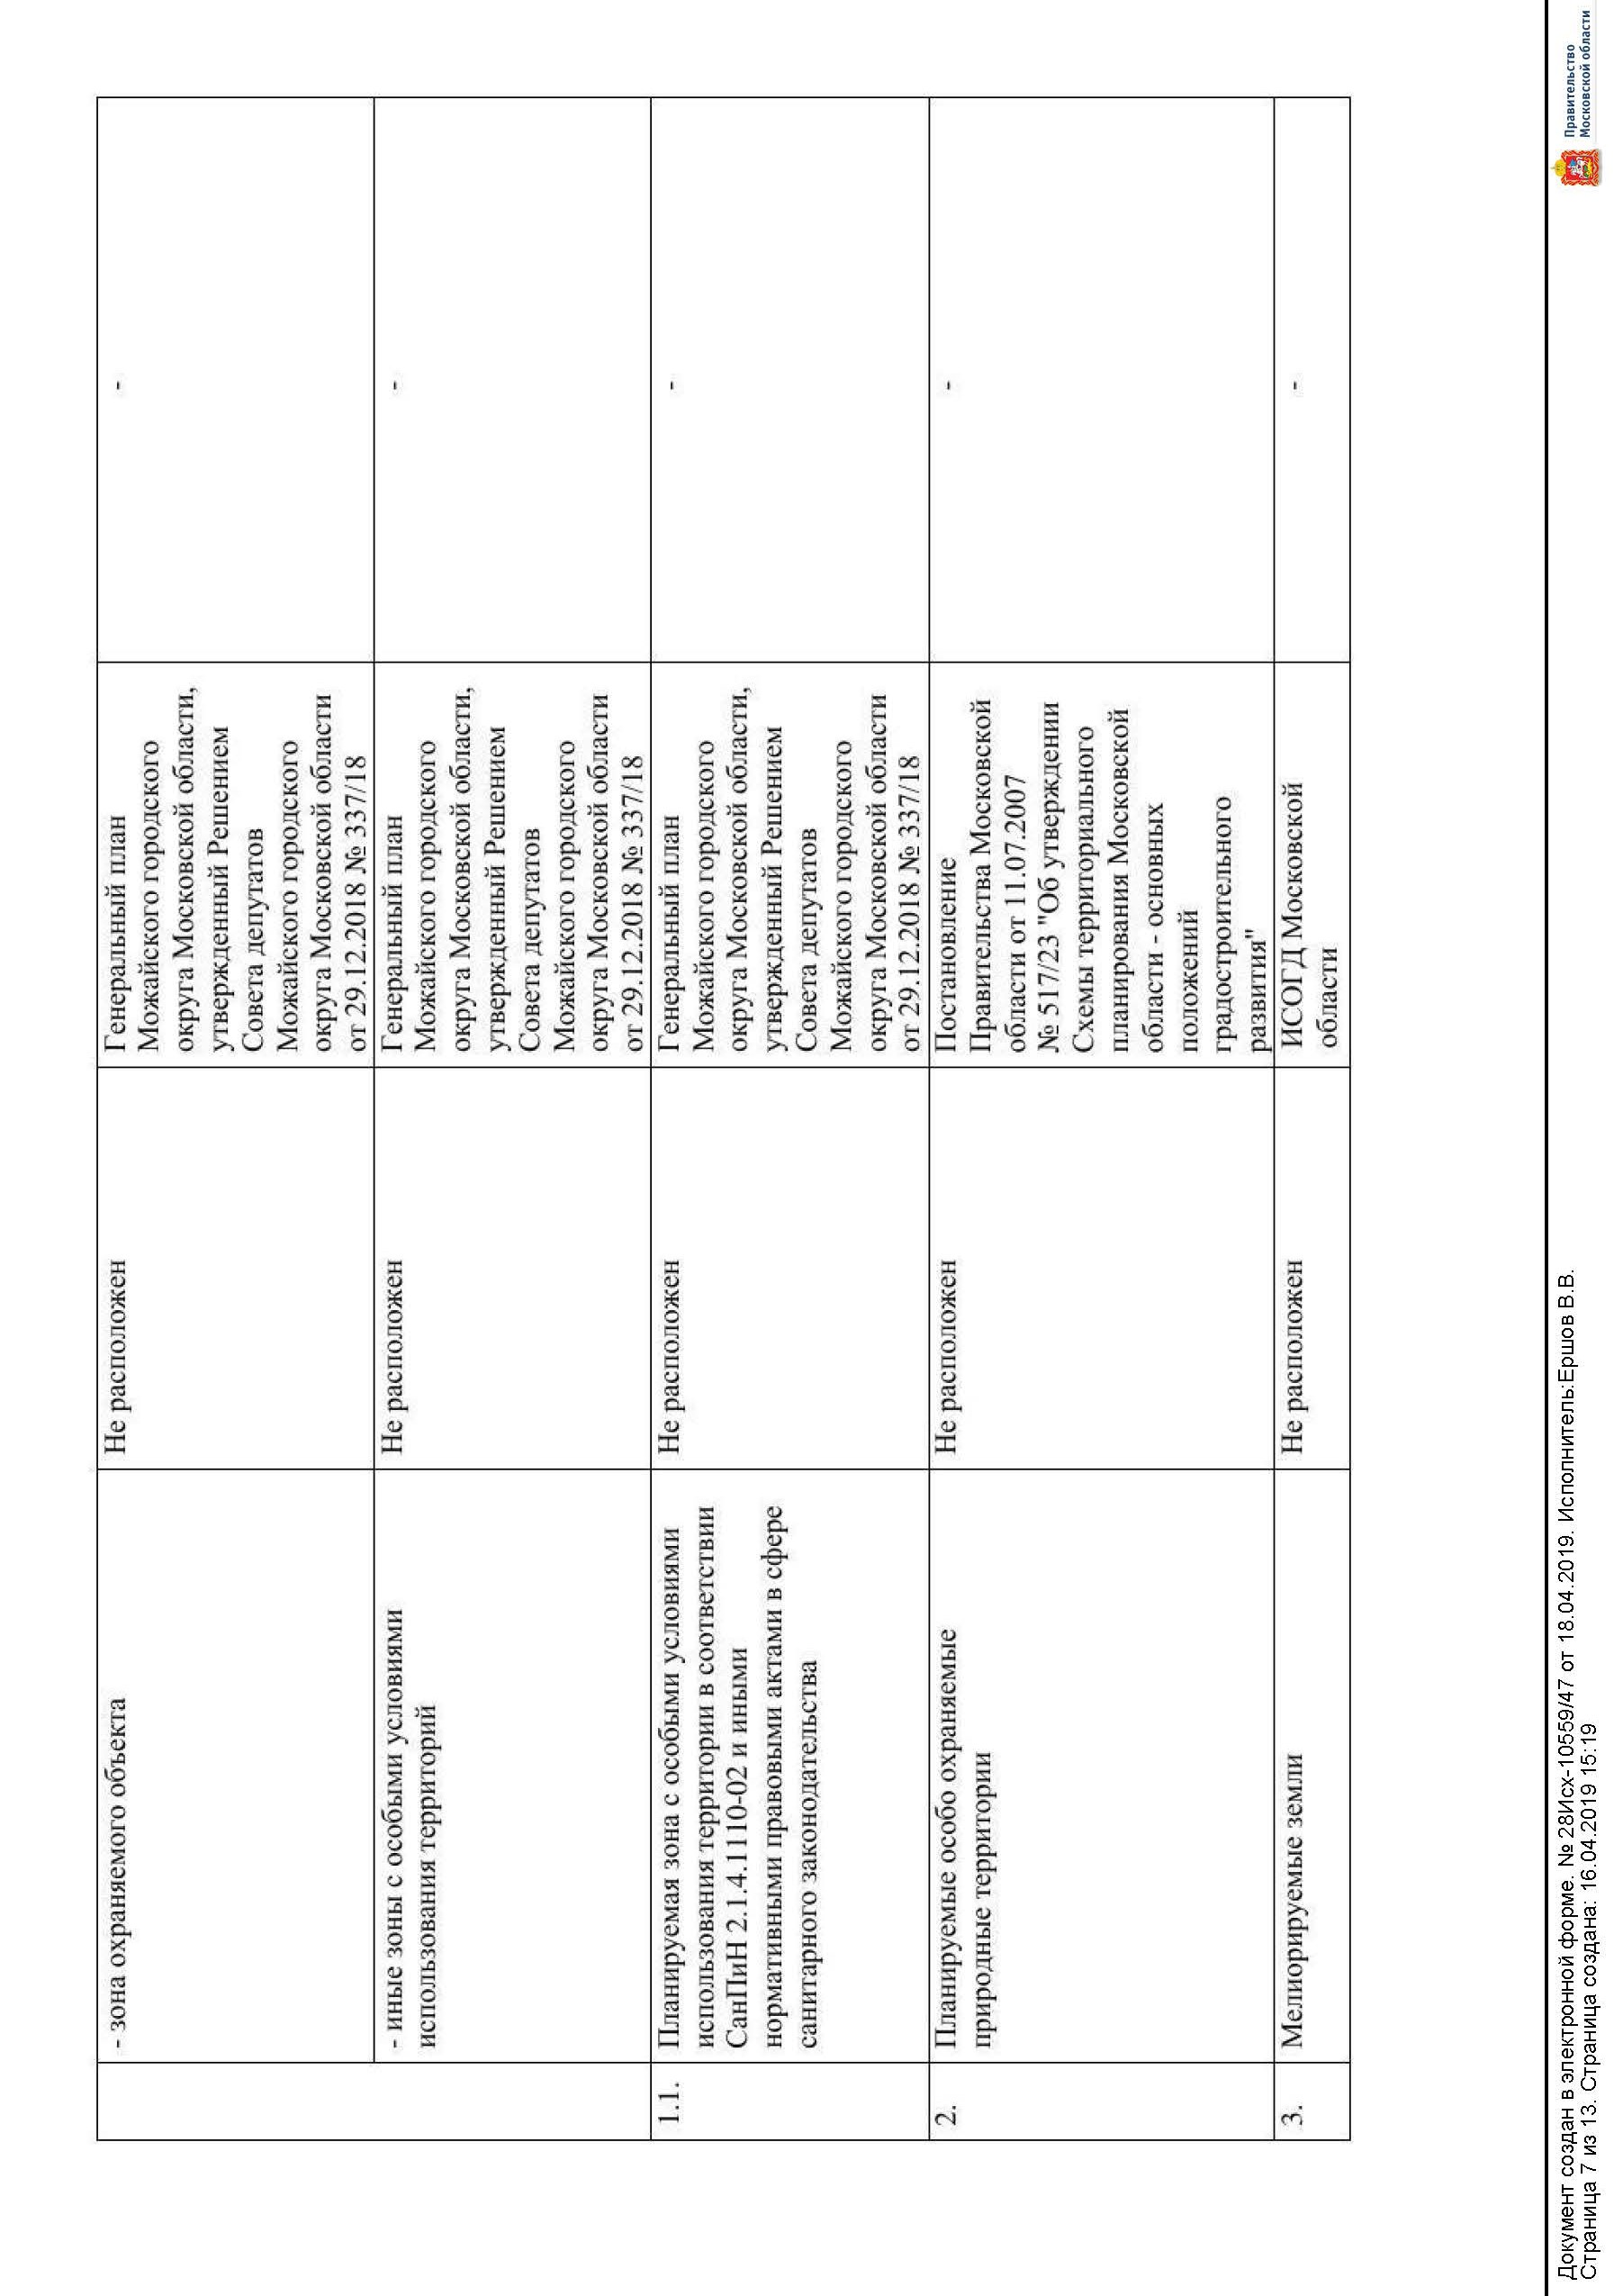 - зона охраняемого объекта
Не расположен
Генеральный план
Можайского городского
округа Московской области,
утвержденный Решением
Совета депутатов
Можайского городского
округа Московской области
от 29.12.2018 № 337/18
-
- иные зоны с особыми условиями
использования территорий
Не расположен
Генеральный план
Можайского городского
округа Московской области,
утвержденный Решением
Совета депутатов
Можайского городского
округа Московской области
от 29.12.2018 № 337/18
-
1.1.
Планируемая зона с особыми условиями
использования территории в соответствии
СанПиН 2.1.4.1110-02 и иными
нормативными правовыми актами в сфере
санитарного законодательства
Не расположен
Генеральный план
Можайского городского
округа Московской области,
утвержденный Решением
Совета депутатов
Можайского городского
округа Московской области
от 29.12.2018 № 337/18
-
2.
Планируемые особо охраняемые
природные территории
Не расположен
Постановление
Правительства Московской
области от 11.07.2007
№ 517/23 "Об утверждении
Схемы территориального
планирования Московской
области - основных
положений
градостроительного
развития"
-
3.
Мелиорируемые земли
Не расположен
ИСОГД Московской
области
-
Документ создан в электронной форме. № 28Исх-10559/47 от 18.04.2019. Исполнитель:Ершов В.В.
Страница 7 из 13. Страница создана: 16.04.2019 15:19
Правительство
Московской области